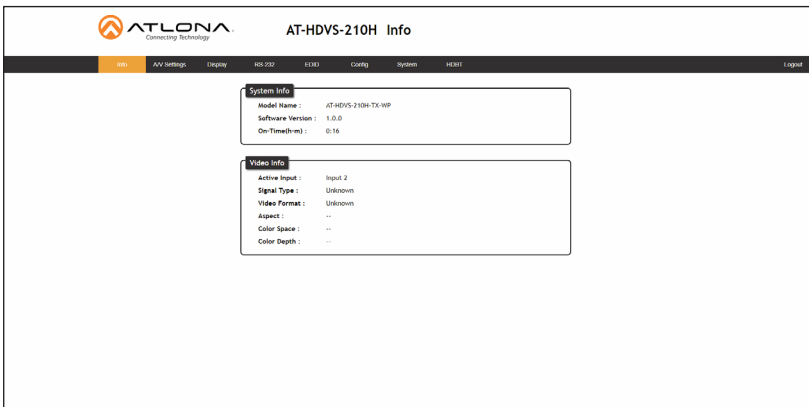 ATLONA.
Connecting Technology
AT-HDVS-210H Info
Info A/V Settings Display RS-232 EDID Config System HDBT Logout
System Info
Model Name : AT-HDVS-210H-TX-WP
Software Version : 1.0.0
On-Time(h-m) : 0:16
Video Info
Active Input : Input 2
Signal Type : Unknown
Video Format : Unknown
Aspect : --
Color Space : --
Color Depth : --